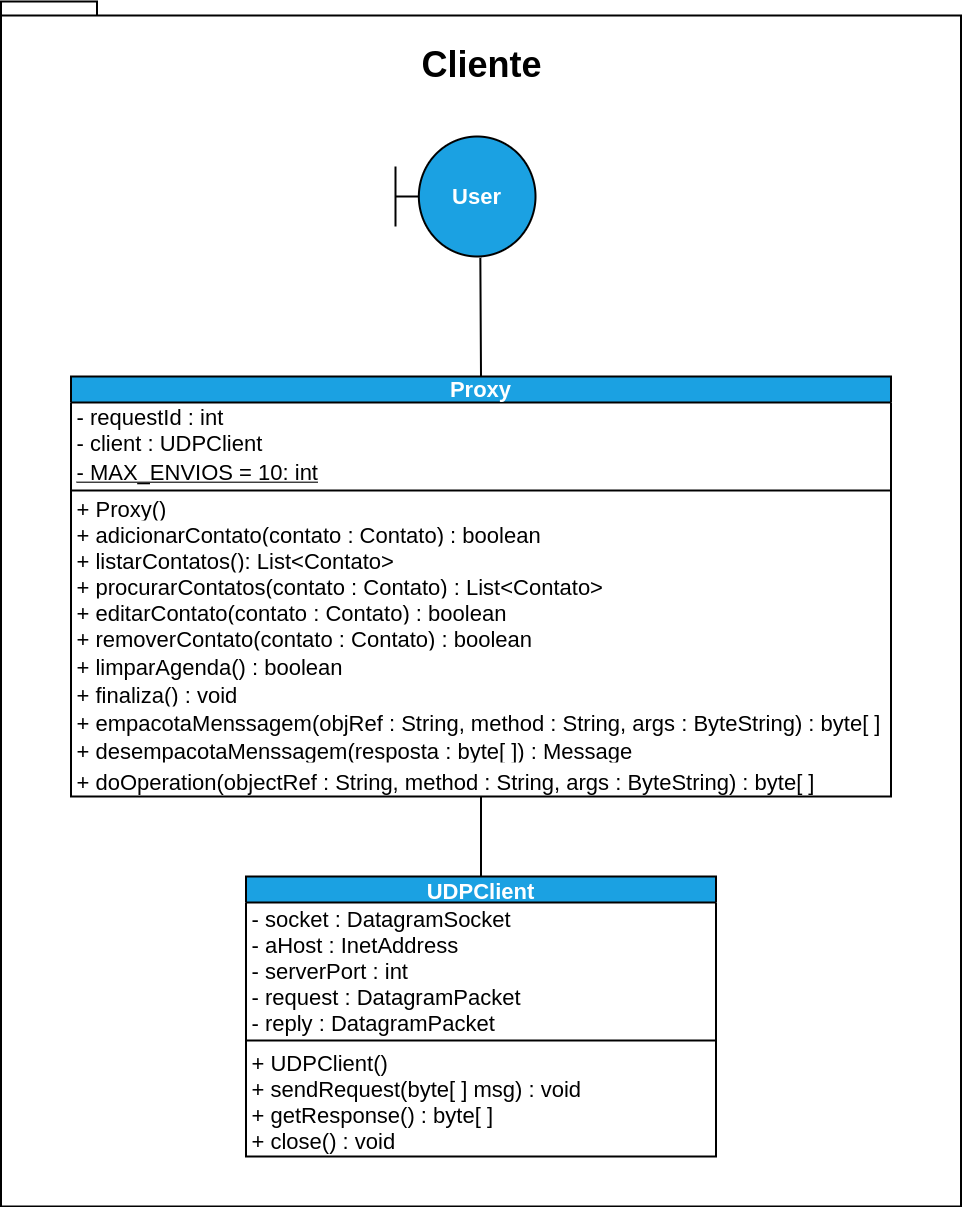 Cliente
User
Proxy
- requestId : int
- client : UDPClient
- MAX_ENVIOS = 10: int
+ Proxy()
+ adicionarContato(contato : Contato) : boolean
+ listarContatos(): List<Contato>
+ procurarContatos(contato : Contato) : List<Contato>
+ editarContato(contato : Contato) : boolean
+ removerContato(contato : Contato) : boolean
+ limparAgenda() : boolean
+ finaliza() : void
+ empacotaMenssagem(objRef : String, method : String, args : ByteString) : byte[ ]
+ desempacotaMenssagem(resposta : byte[ ]) : Message
+ doOperation(objectRef : String, method : String, args : ByteString) : byte[ ]
UDPClient
- socket : DatagramSocket
- aHost : InetAddress
- serverPort : int
- request : DatagramPacket
- reply : DatagramPacket
+ UDPClient()
+ sendRequest(byte[ ] msg) : void
+ getResponse() : byte[ ]
+ close() : void